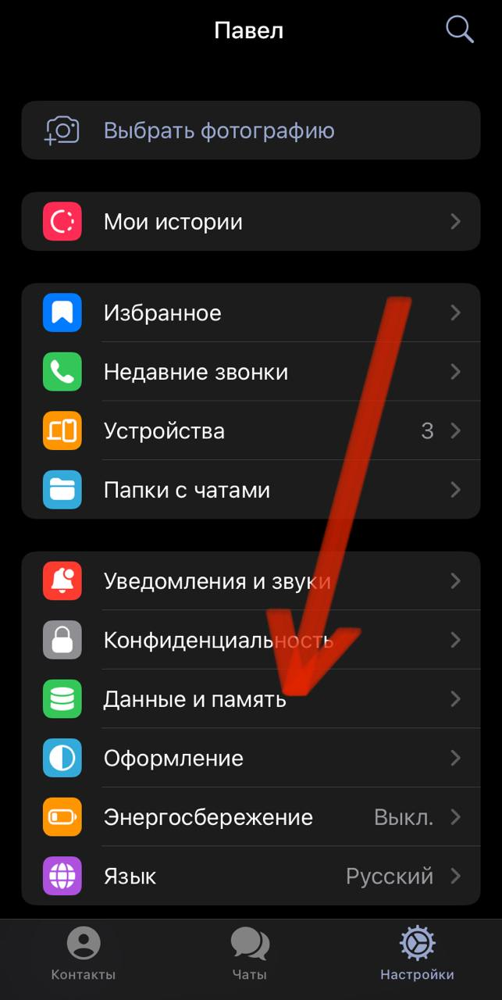 Павел
Выбрать фотографию
Мои истории
Избранное
Недавние звонки
Устройства 3
Папки с чатами
Уведомления и звуки
Конфиденциальность
Данные и память
Оформление
Энергосбережение Выкл.
Язык Русский
Контакты Чаты Настройки